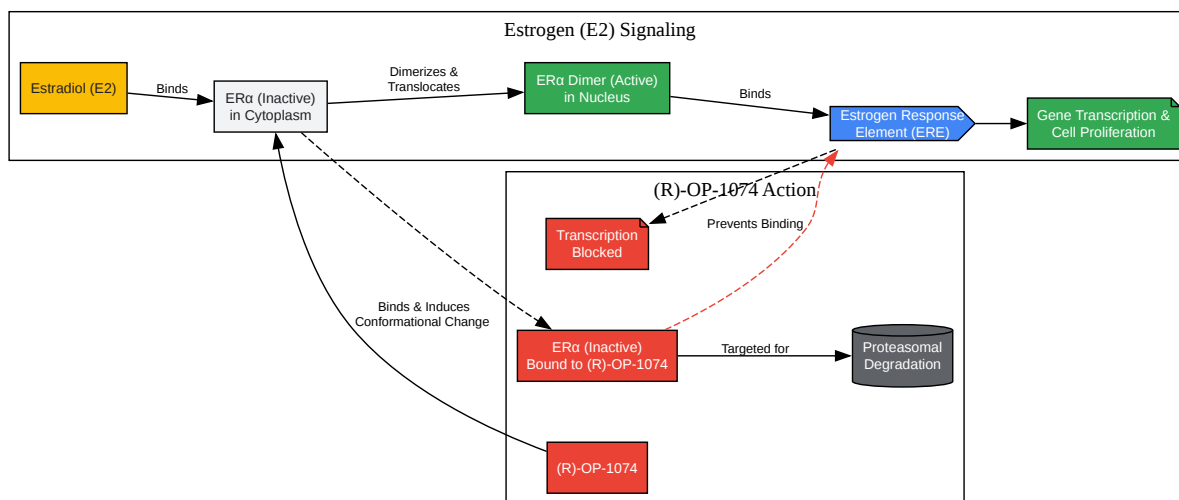 Estrogen (E2) Signaling
Estradiol (E2)
Binds
ERα (Inactive)
in Cytoplasm
Dimerizes &
Translocates
ERα Dimer (Active)
in Nucleus
Binds
Estrogen Response
Element (ERE)
Gene Transcription &
Cell Proliferation
(R)-OP-1074 Action
Transcription
Blocked
Prevents Binding
Binds & Induces
Conformational Change
ERα (Inactive)
Bound to (R)-OP-1074
Targeted for
Proteasomal
Degradation
(R)-OP-1074